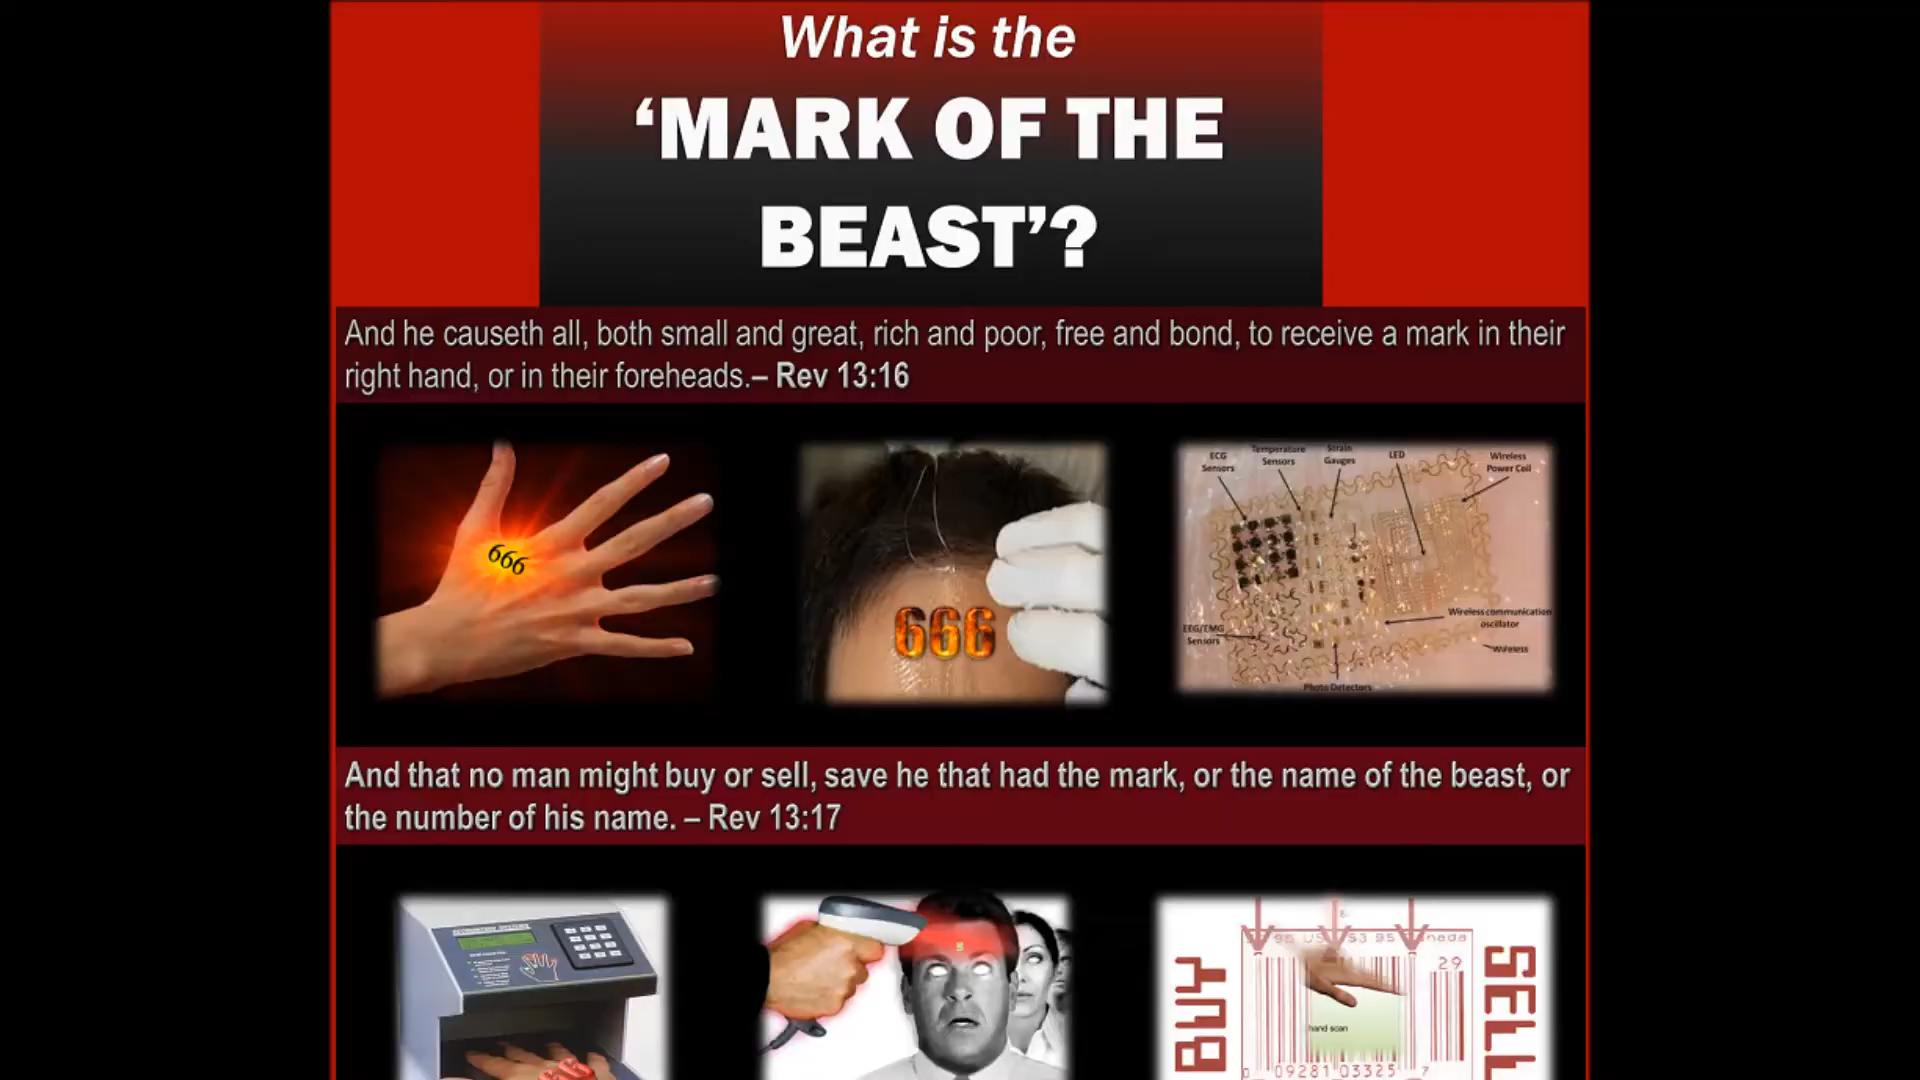 What is the
‘MARK OF THE
BEAST’?
And he causeth all, both small and great, rich and poor, free and bond, to receive a mark in their
right hand, or in their foreheads.– Rev 13:16
666
666
ECG
Sensors
Temperature
Sensors
Strain
Gauges
LED
Wireless
Power Coil
Wireless communication
oscillator
EEG/EMG
Sensors
Wireless
Photo Detectors
And that no man might buy or sell, save he that had the mark, or the name of the beast, or
the number of his name. – Rev 13:17
BUY
SELL
29
hand scan
0 09281 03325 7